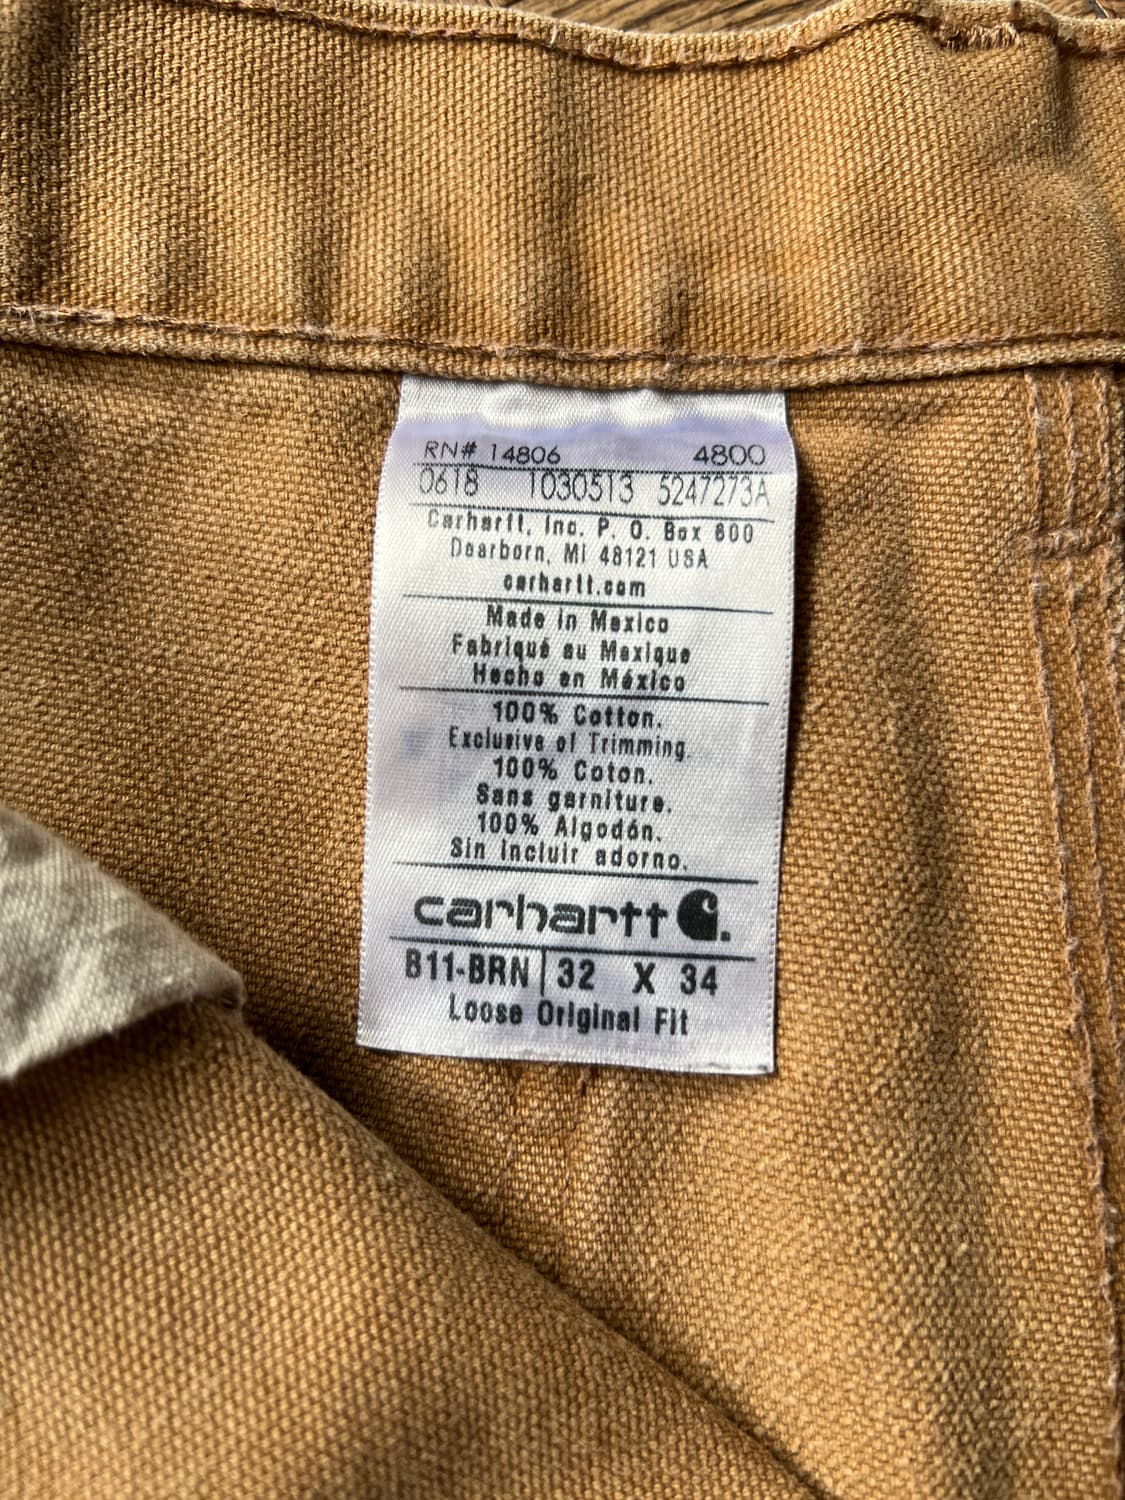 RN# 14806 4800
0618 1030513 5247273A
Carhartt, Inc. P. O. Box 600
Dearborn, MI 48121 USA
carhartt.com
Made in Mexico
Fabriqué au Mexique
Hecho en México
100% Cotton.
Exclusive of Trimming.
100% Coton.
Sans garniture.
100% Algodón.
Sin incluir adorno.
carhartt
B11-BRN 32 X 34
Loose Original Fit